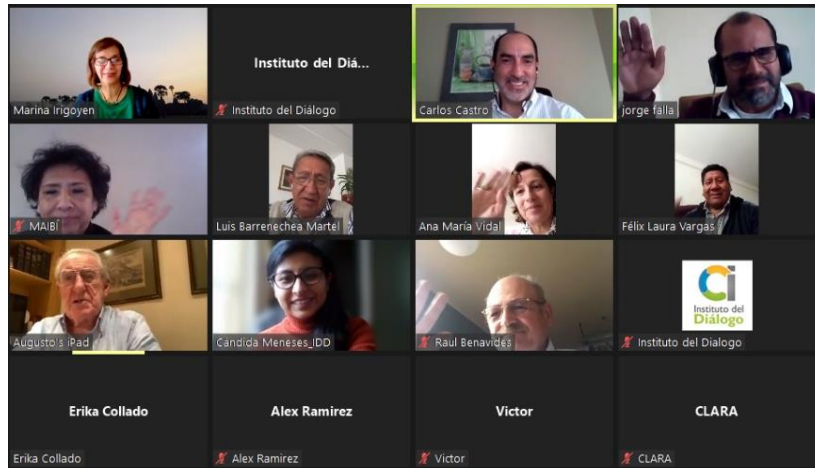 Instituto del Diá...
Marina Irigoyen
Instituto del Diálogo
Carlos Castro
jorge falla
MAIBÍ
Luis Barrenechea Martel
Ana María Vidal
Félix Laura Vargas
Ci
Instituto del
Diálogo
Augusto's iPad
Candida Meneses_IDD
Raul Benavides
Instituto del Dialogo
Erika Collado
Alex Ramirez
Victor
CLARA
Erika Collado
Alex Ramirez
Victor
CLARA